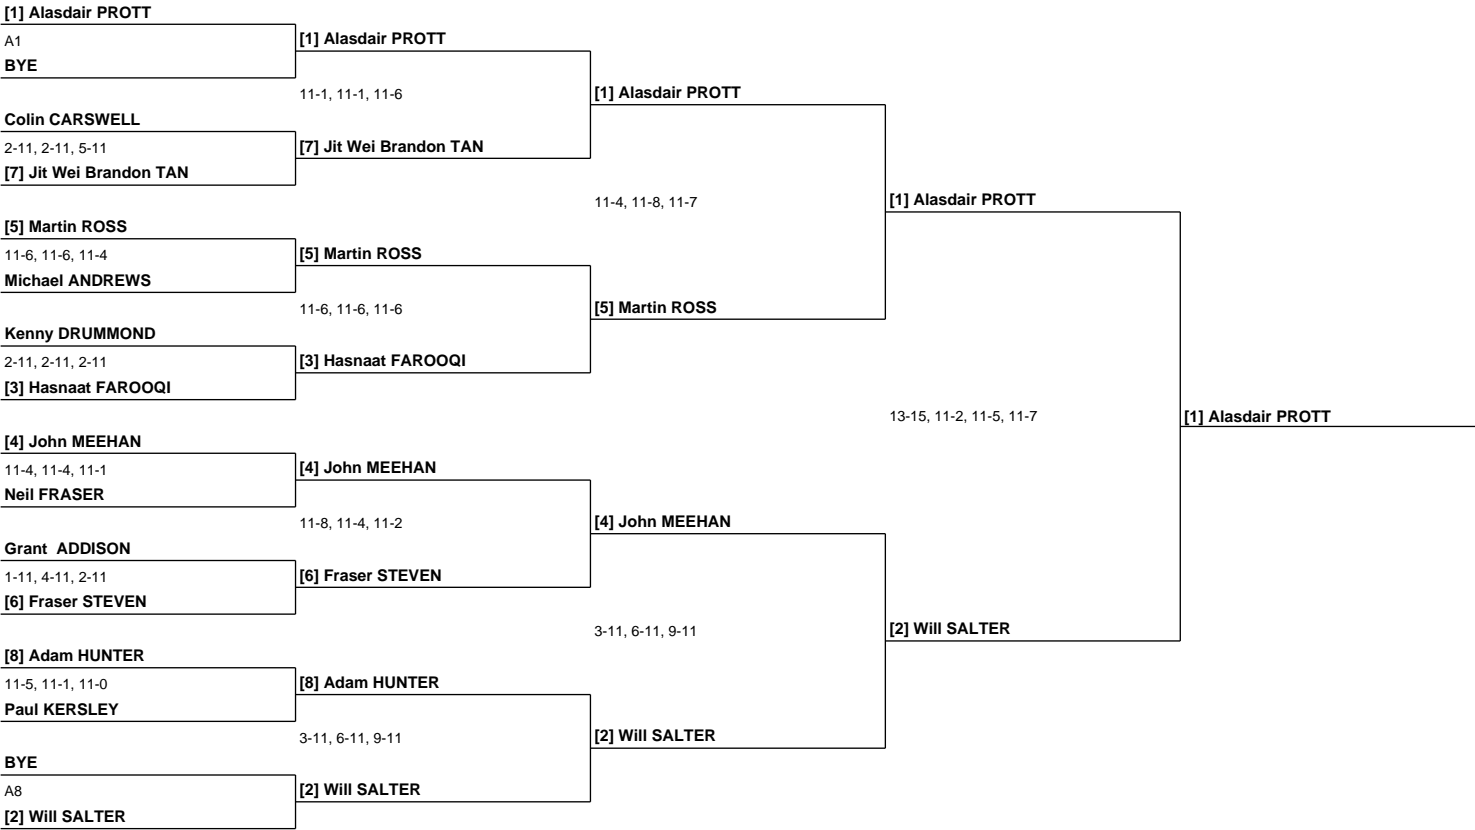 [1] Alasdair PROTT
A1
BYE
Colin CARSWELL
2-11, 2-11, 5-11
[7] Jit Wei Brandon TAN
[5] Martin ROSS
11-6, 11-6, 11-4
Michael ANDREWS
Kenny DRUMMOND
2-11, 2-11, 2-11
[3] Hasnaat FAROOQI
[4] John MEEHAN
11-4, 11-4, 11-1
Neil FRASER
Grant  ADDISON
1-11, 4-11, 2-11
[6] Fraser STEVEN
[8] Adam HUNTER
11-5, 11-1, 11-0
Paul KERSLEY
BYE
A8
[2] Will SALTER
[1] Alasdair PROTT
11-1, 11-1, 11-6
[7] Jit Wei Brandon TAN
[5] Martin ROSS
11-6, 11-6, 11-6
[3] Hasnaat FAROOQI
[4] John MEEHAN
11-8, 11-4, 11-2
[6] Fraser STEVEN
[8] Adam HUNTER
3-11, 6-11, 9-11
[2] Will SALTER
[1] Alasdair PROTT
11-4, 11-8, 11-7
[5] Martin ROSS
[4] John MEEHAN
3-11, 6-11, 9-11
[2] Will SALTER
[1] Alasdair PROTT
13-15, 11-2, 11-5, 11-7
[2] Will SALTER
[1] Alasdair PROTT